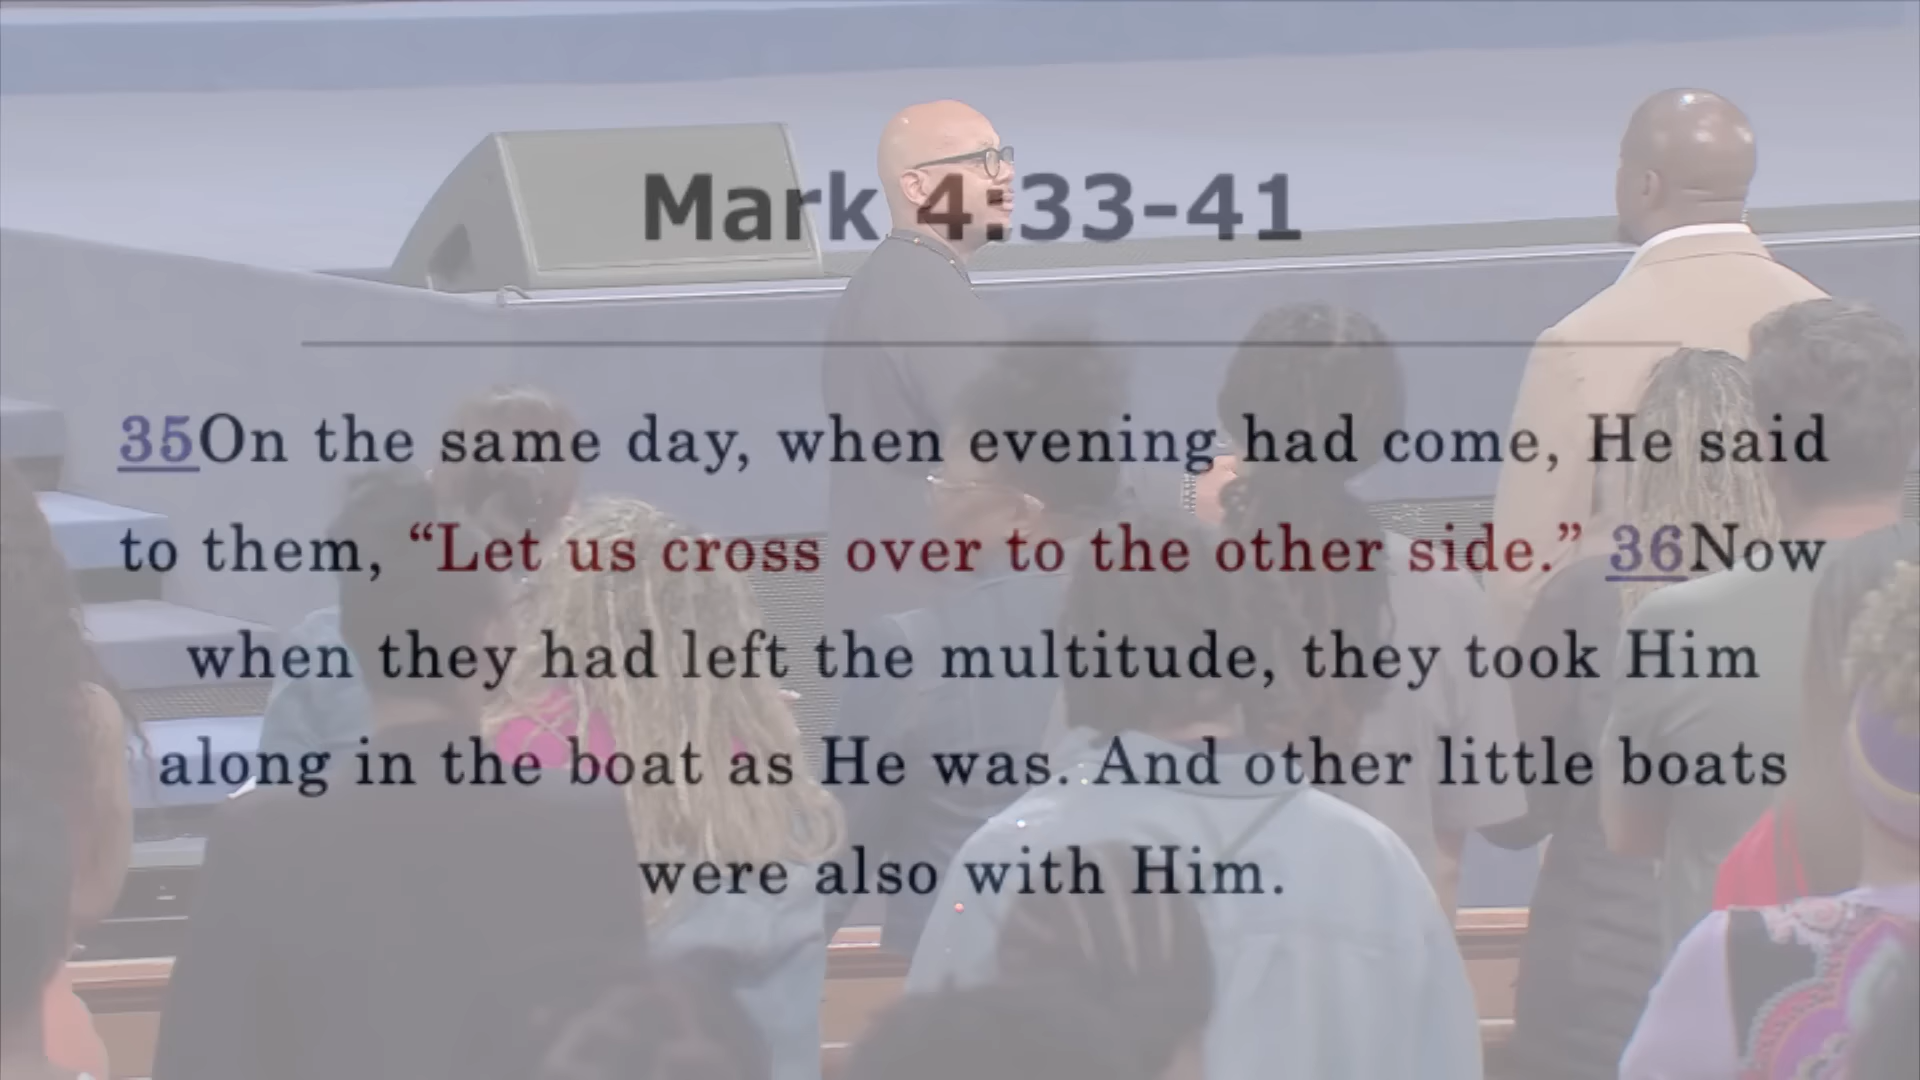 Mark 4:33-41
35On the same day, when evening had come, He said
to them, “Let us cross over to the other side.” 36Now
when they had left the multitude, they took Him
along in the boat as He was. And other little boats
were also with Him.